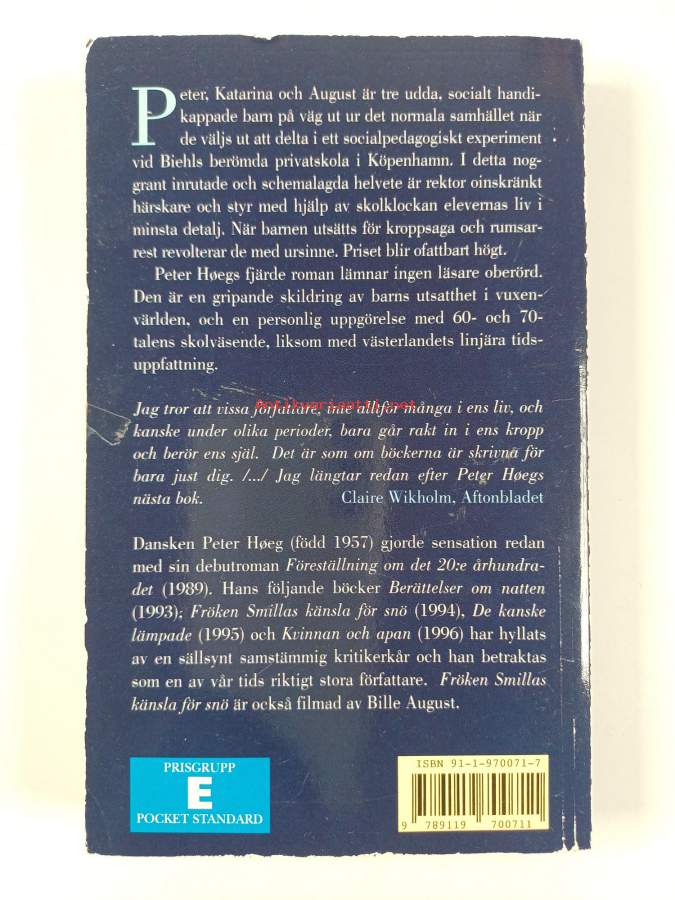 Peter, Katarina och August är tre udda, socialt handi-
kappade barn på väg ut ur det normala samhället när
de väljs ut att delta i ett socialpedagogiskt experiment
vid Biehls berömda privatskola i Köpenhamn. I detta nog-
grant inrutade och schemalagda helvete är rektor oinskränkt
härskare och styr med hjälp av skolklockan elevernas liv i
minsta detalj. När barnen utsätts för kroppsaga och rumsar-
rest revolterar de med ursinne. Priset blir ofattbart högt.
Peter Høegs fjärde roman lämnar ingen läsare oberörd.
Den är en gripande skildring av barns utsatthet i vuxen-
världen, och en personlig uppgörelse med 60- och 70-
talens skolväsende, liksom med västerlandets linjära tids-
uppfattning.
Antikvariaatti.net
Jag tror att vissa författare, inte alltför många i ens liv, och
kanske under olika perioder, bara går rakt in i ens kropp
och berör ens själ. Det är som om böckerna är skrivna för
bara just dig. /.../ Jag längtar redan efter Peter Høegs
nästa bok. Claire Wikholm, Aftonbladet
Dansken Peter Høeg (född 1957) gjorde sensation redan
med sin debutroman Föreställning om det 20:e århundra-
det (1989). Hans följande böcker Berättelser om natten
(1993); Fröken Smillas känsla för snö (1994), De kanske
lämpade (1995) och Kvinnan och apan (1996) har hyllats
av en sällsynt samstämmig kritikerkår och han betraktas
som en av vår tids riktigt stora författare. Fröken Smillas
känsla för snö är också filmad av Bille August.
PRISGRUPP
E
POCKET STANDARD
ISBN 91-1-970071-7
9 789119 700711